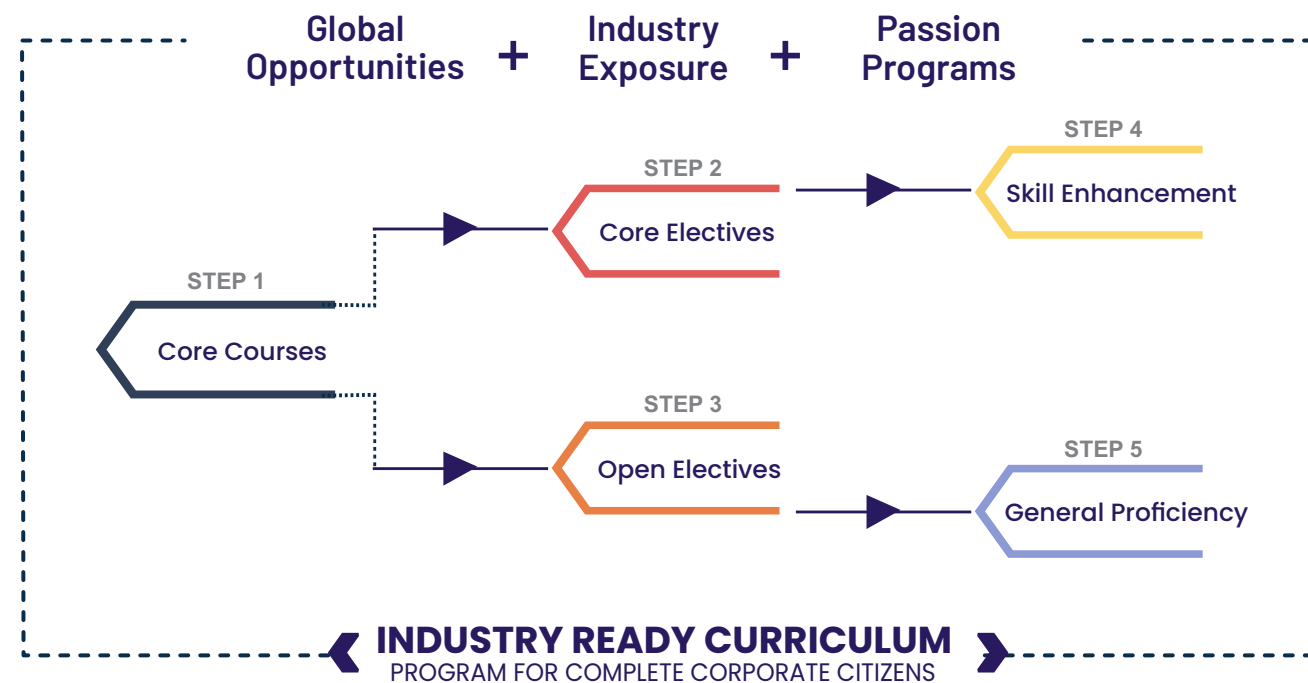 Global
Opportunities
+
Industry
Exposure
+
Passion
Programs
STEP 1
Core Courses
STEP 2
Core Electives
STEP 3
Open Electives
STEP 4
Skill Enhancement
STEP 5
General Proficiency
INDUSTRY READY CURRICULUM
PROGRAM FOR COMPLETE CORPORATE CITIZENS